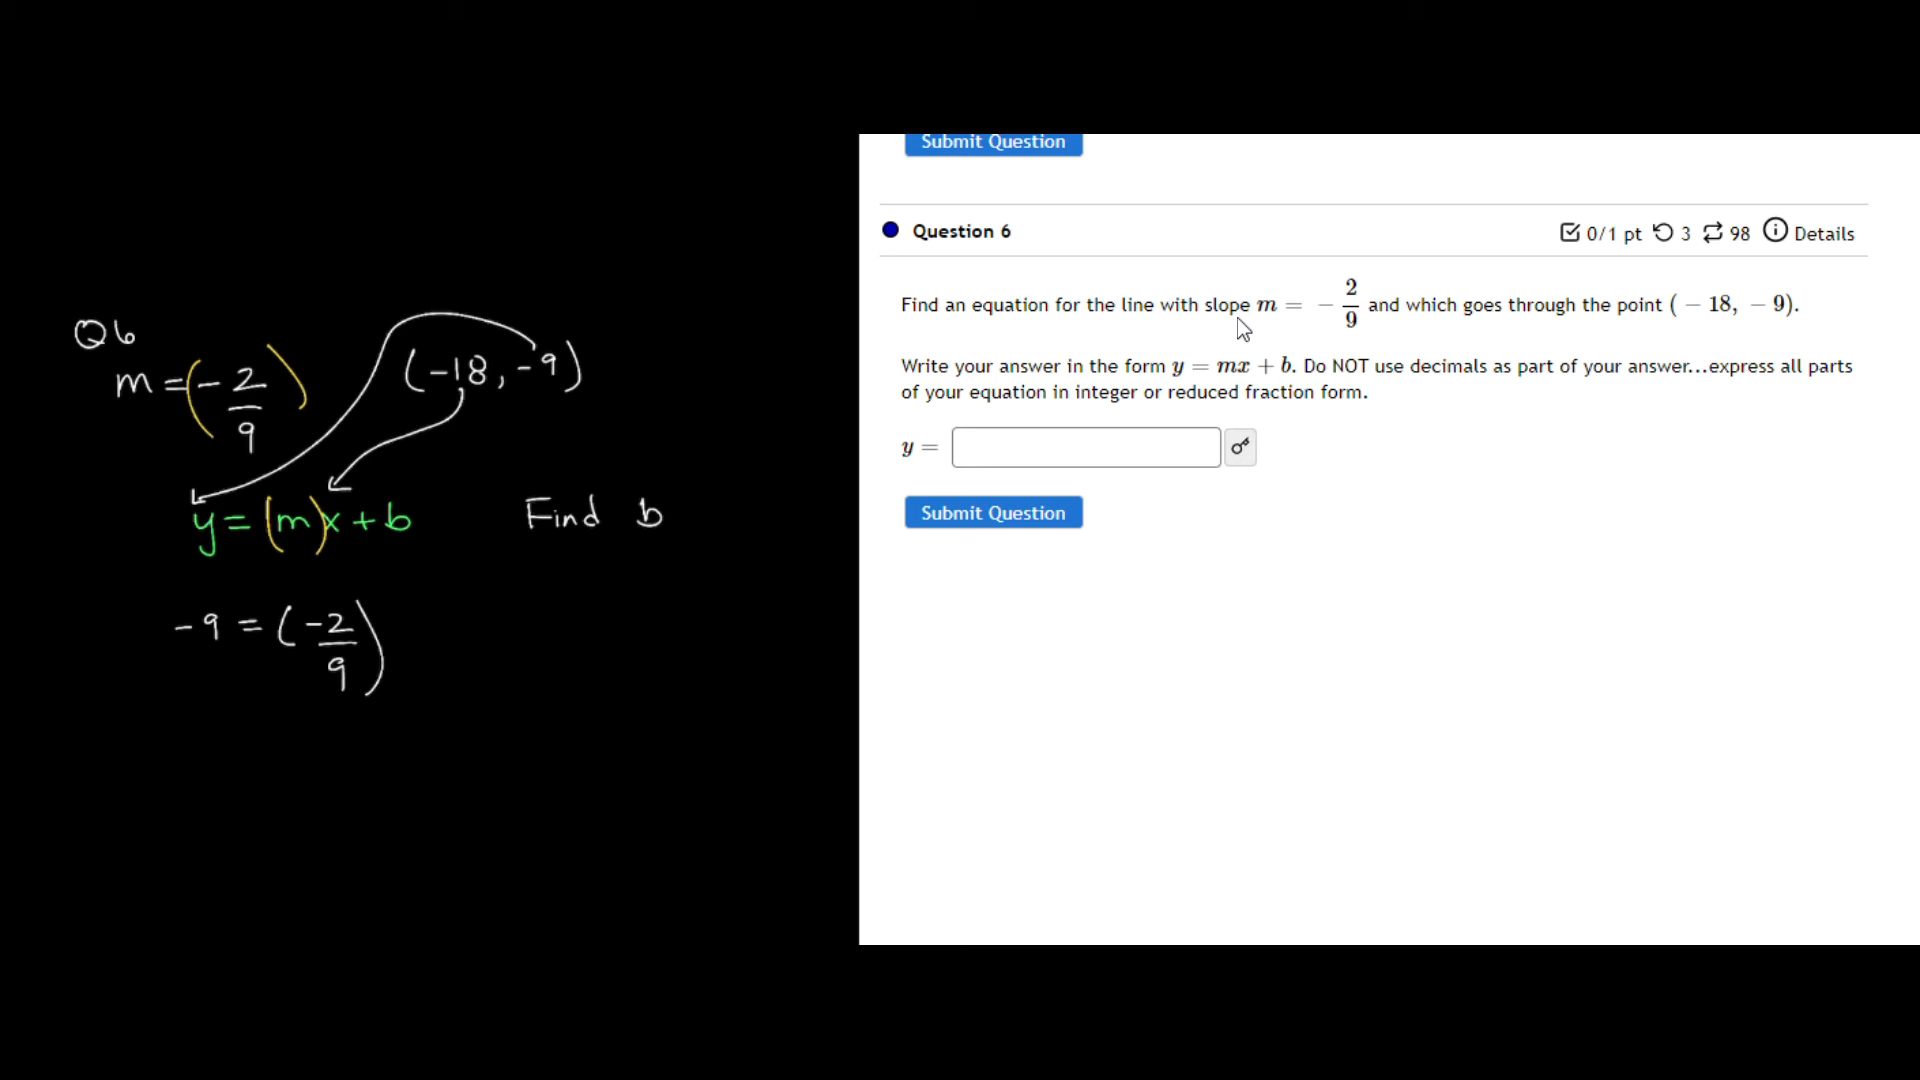 Q6
m = (-2/9) (-18, -9)
y = (m)x + b Find b
-9 = (-2/9)
Submit Question
Question 6
0/1 pt 3 98 Details
Find an equation for the line with slope m = -2/9 and which goes through the point (-18, -9).
Write your answer in the form y = mx + b. Do NOT use decimals as part of your answer...express all parts
of your equation in integer or reduced fraction form.
y =
Submit Question